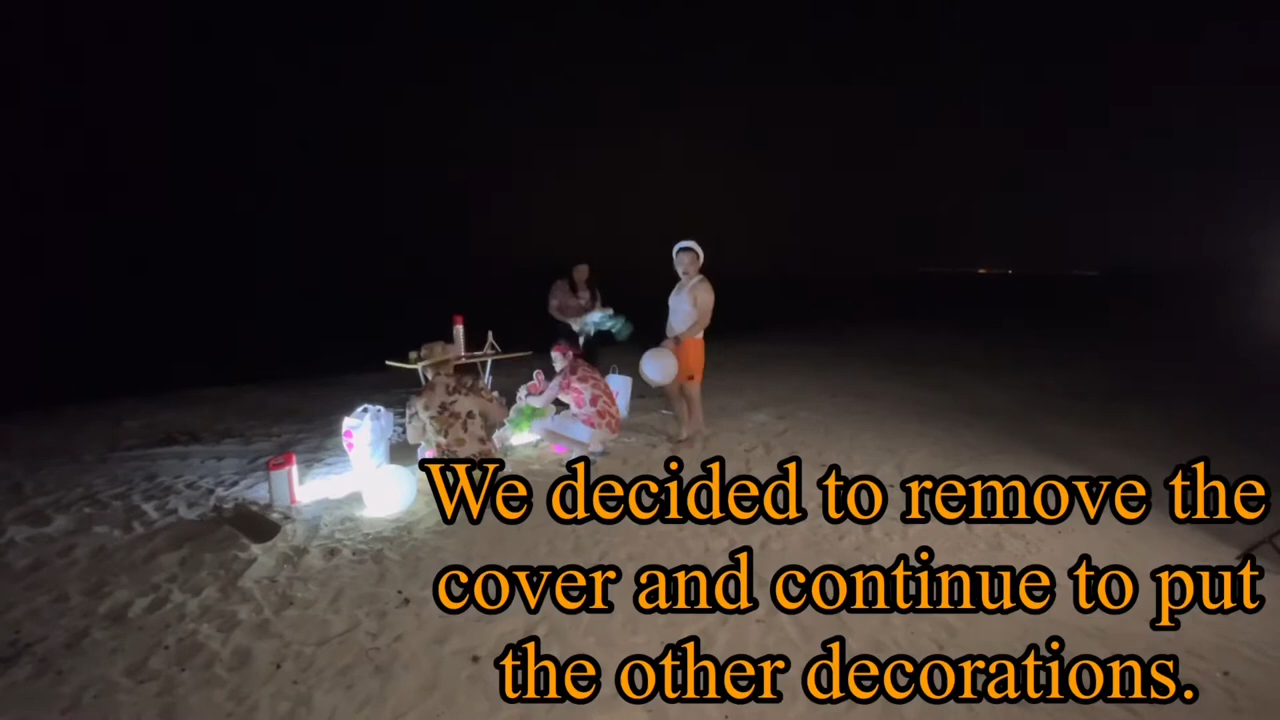 We decided to remove the
cover and continue to put
the other decorations.